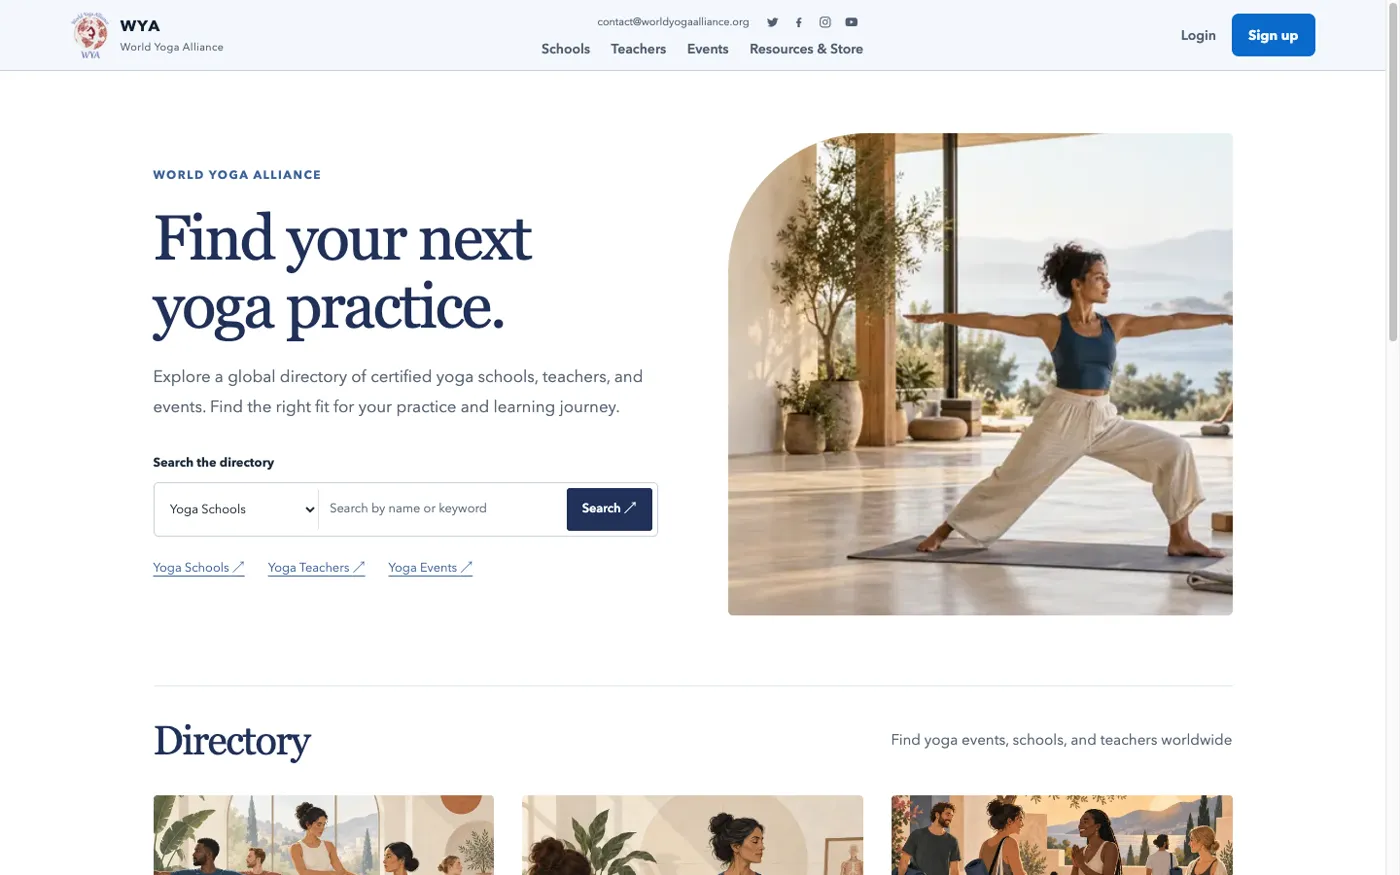 WYA
World Yoga Alliance
WYA
contact@worldyogaalliance.org
Schools
Teachers
Events
Resources & Store
Login
Sign up
WORLD YOGA ALLIANCE
Find your next
yoga practice.
Explore a global directory of certified yoga schools, teachers, and
events. Find the right fit for your practice and learning journey.
Search the directory
Yoga Schools
Search by name or keyword
Search ↗
Yoga Schools ↗
Yoga Teachers ↗
Yoga Events ↗
Directory
Find yoga events, schools, and teachers worldwide